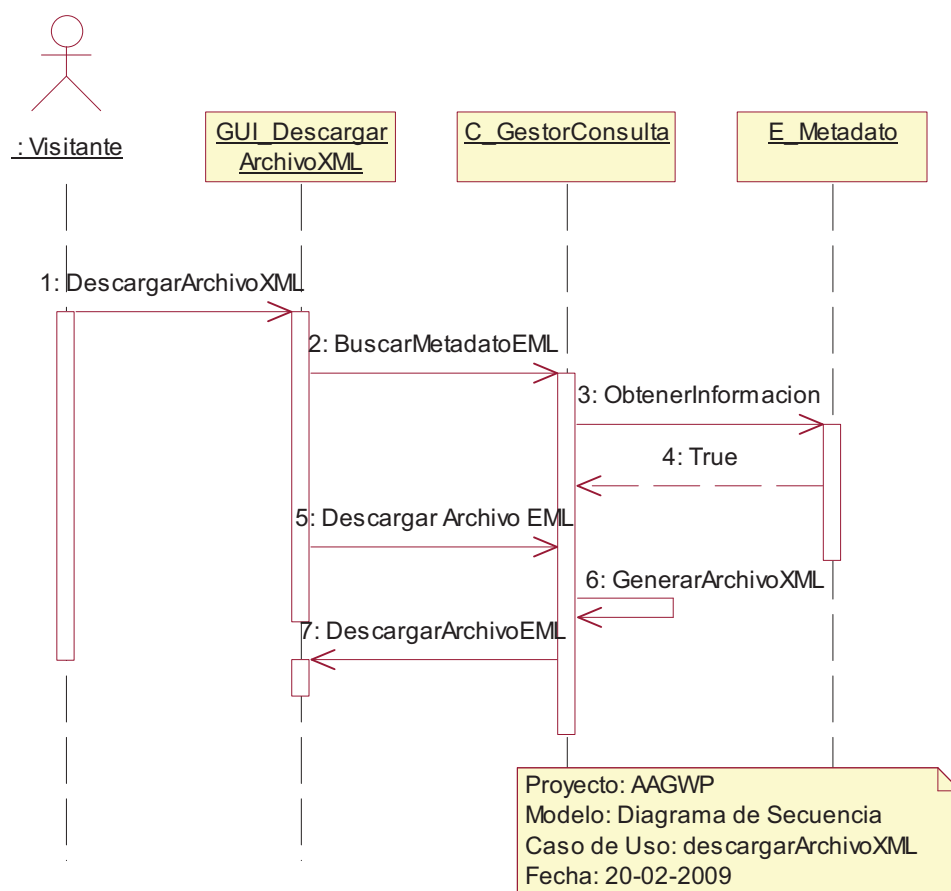 : Visitante
GUI_Descargar
ArchivoXML
C_GestorConsulta
E_Metadato
1: DescargarArchivoXML
2: BuscarMetadatoEML
3: ObtenerInformacion
4: True
5: Descargar Archivo EML
6: GenerarArchivoXML
7: DescargarArchivoEML
Proyecto: AAGWP
Modelo: Diagrama de Secuencia
Caso de Uso: descargarArchivoXML
Fecha: 20-02-2009